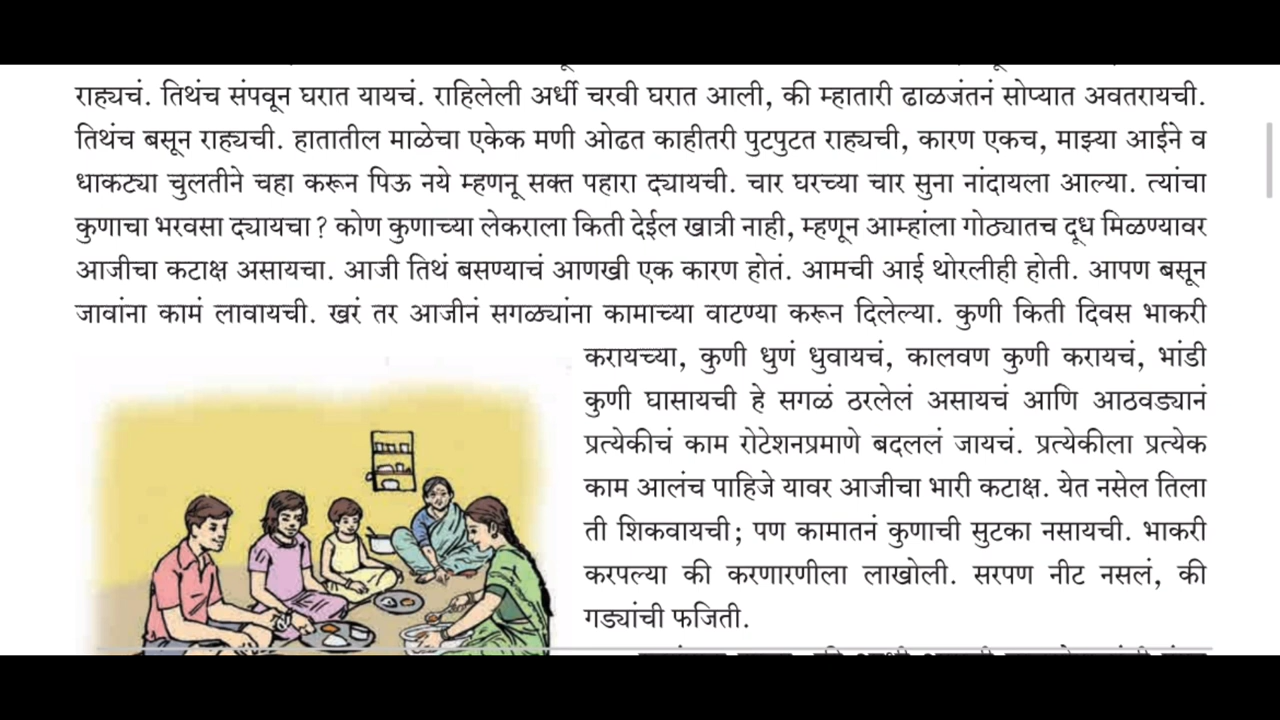 राह्यचं. तिथंच संपवून घरात यायचं. राहिलेली अर्धी चरवी घरात आली, की म्हातारी ढाळजंतनं सोप्यात अवतरायची.
तिथंच बसून राह्यची. हातातील माळेचा एकेक मणी ओढत काहीतरी पुटपुटत राह्यची, कारण एकच, माझ्या आईने व
धाकट्या चुलतीने चहा करून पिऊ नये म्हणनू सक्त पहारा द्यायची. चार घरच्या चार सुना नांदायला आल्या. त्यांचा
कुणाचा भरवसा द्यायचा? कोण कुणाच्या लेकराला किती देईल खात्री नाही, म्हणून आम्हांला गोठ्यातच दूध मिळण्यावर
आजीचा कटाक्ष असायचा. आजी तिथं बसण्याचं आणखी एक कारण होतं. आमची आई थोरलीही होती. आपण बसून
जावांना कामं लावायची. खरं तर आजीनं सगळ्यांना कामाच्या वाटण्या करून दिलेल्या. कुणी किती दिवस भाकरी
करायच्या, कुणी धुणं धुवायचं, कालवण कुणी करायचं, भांडी
कुणी घासायची हे सगळं ठरलेलं असायचं आणि आठवड्यानं
प्रत्येकीचं काम रोटेशनप्रमाणे बदललं जायचं. प्रत्येकीला प्रत्येक
काम आलंच पाहिजे यावर आजीचा भारी कटाक्ष. येत नसेल तिला
ती शिकवायची; पण कामातनं कुणाची सुटका नसायची. भाकरी
करपल्या की करणारणीला लाखोली. सरपण नीट नसलं, की
गड्यांची फजिती.